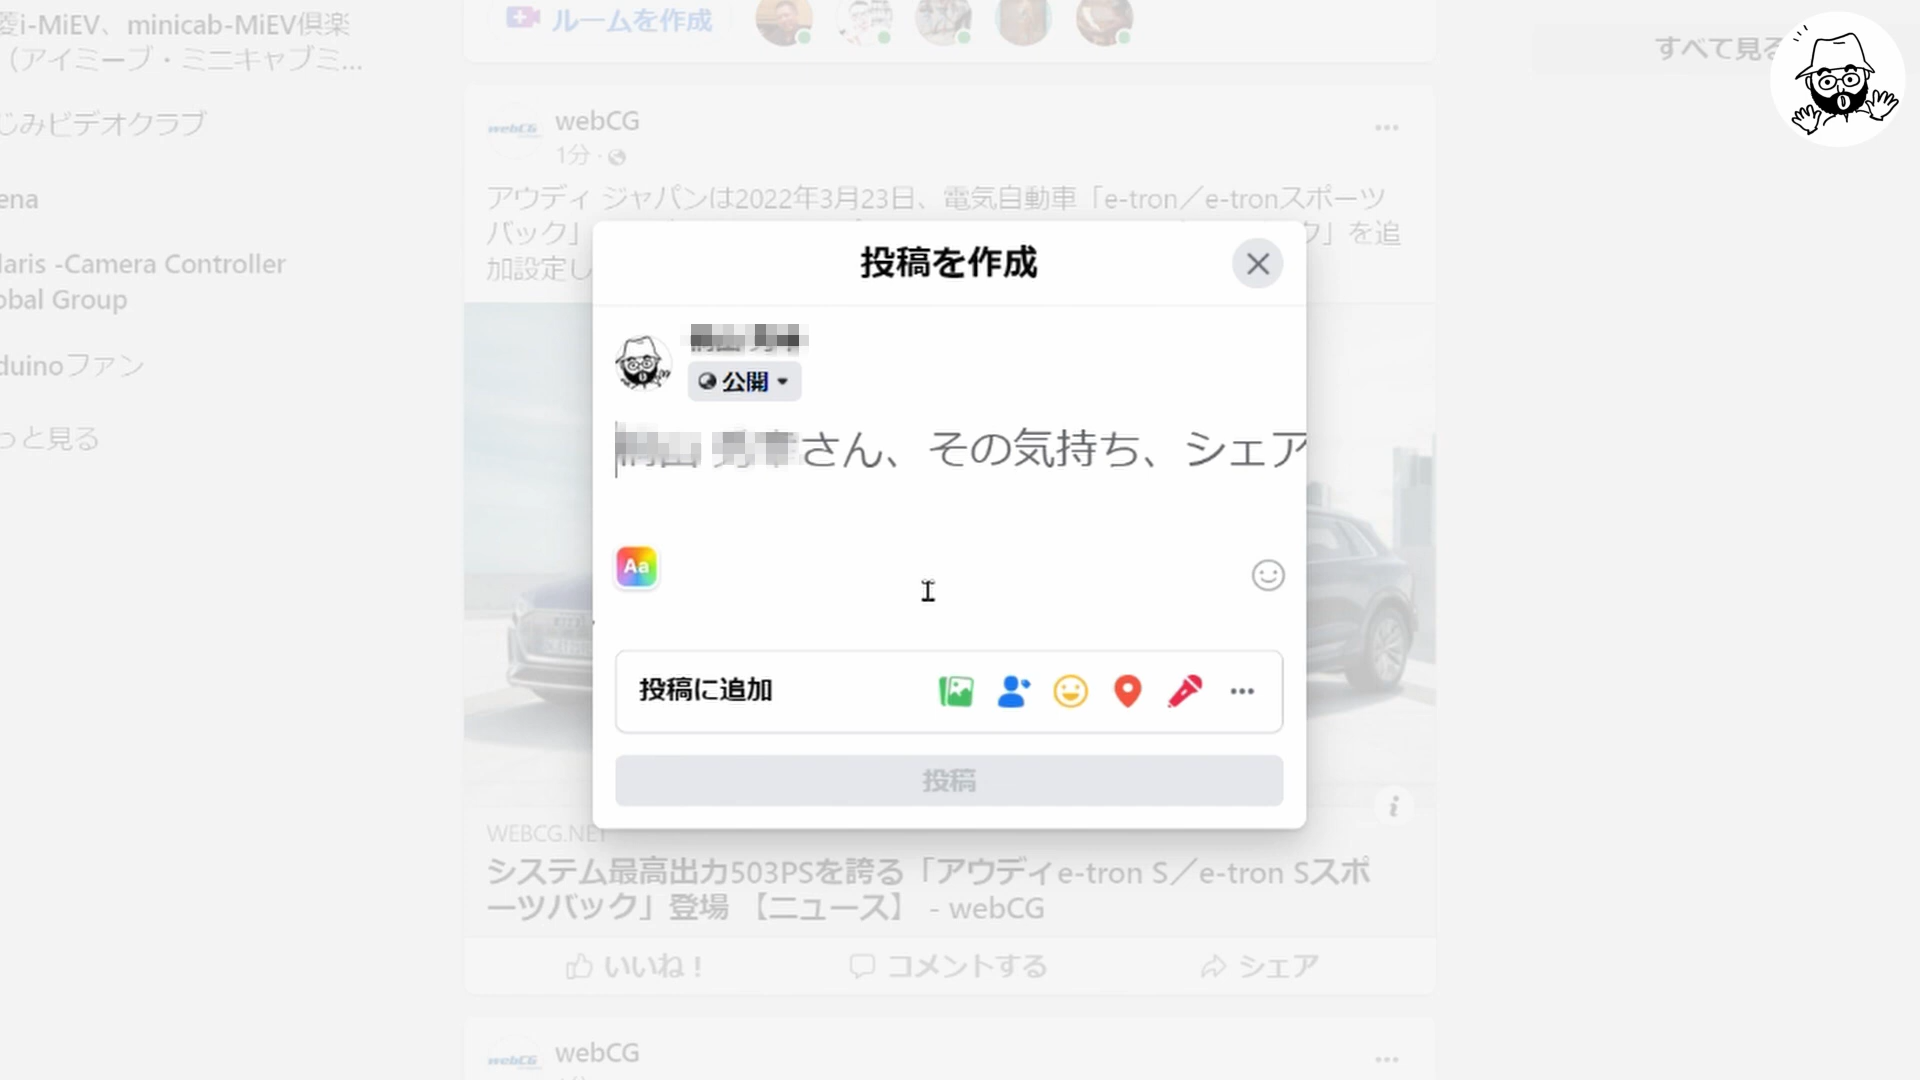 菱i-MiEV、minicab-MiEV倶楽
（アイミーブ・ミニキャブミ...
じみビデオクラブ
ena
laris -Camera Controller
obal Group
duinoファン
っと見る
ルームを作成
すべて見る
webCG
webCG
1分
アウディ ジャパンは2022年3月23日、電気自動車「e-tron／e-tronスポーツ
バック」
ク」を追
加設定し
投稿を作成
公開
さん、その気持ち、シェア
Aa
投稿に追加
投稿
WEBCG.NET
システム最高出力503PSを誇る「アウディe-tron S／e-tron Sスポ
ーツバック」登場 【ニュース】 - webCG
いいね！
コメントする
シェア
webCG
webCG